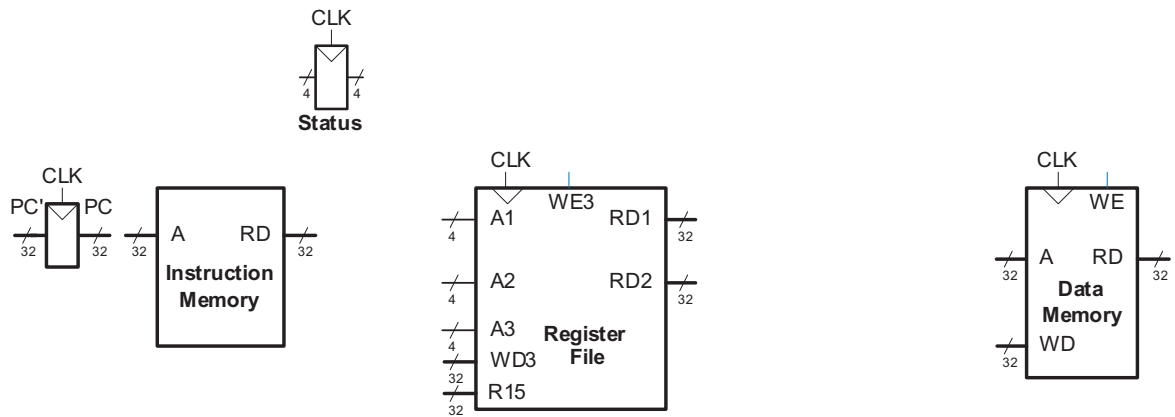 CLK
4 4
Status
CLK CLK CLK
PC' PC
32 32
32 A RD 32
Instruction
Memory
WE3
4 A1 RD1 32
4 A2 RD2 32
4 A3
32 WD3
32 R15
Register
File
WE
32 A RD 32
Data
Memory
32 WD